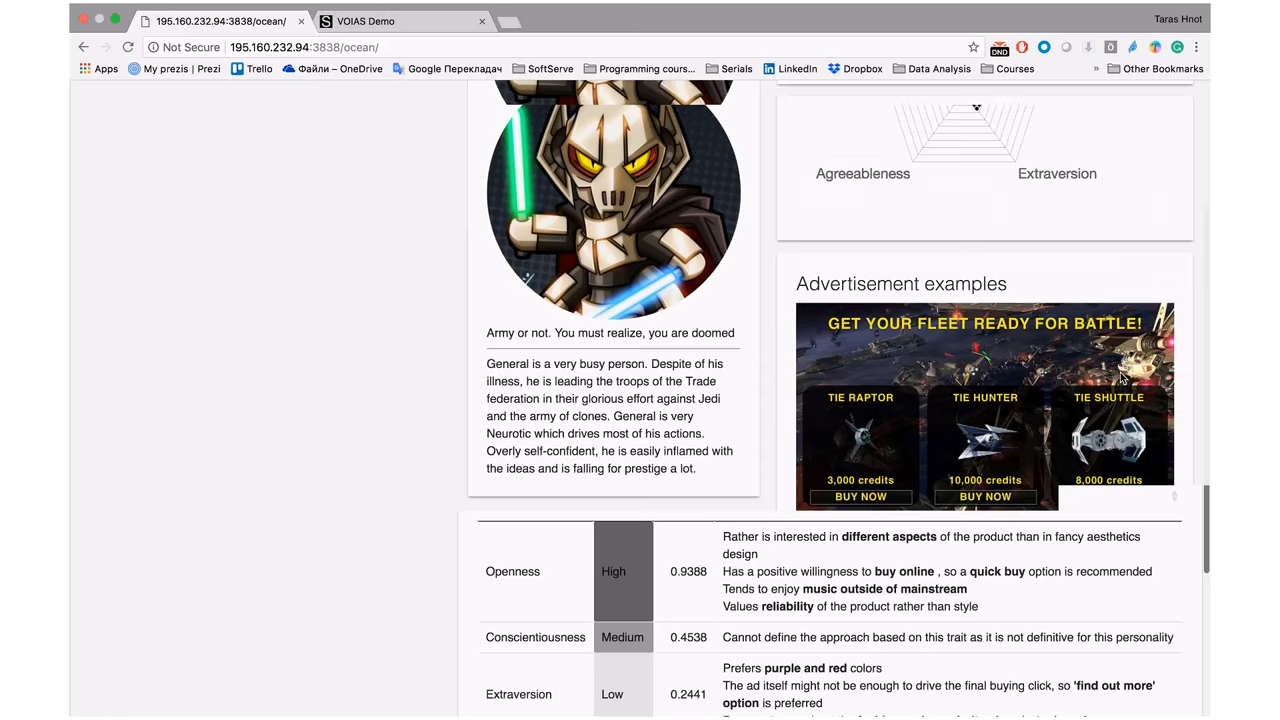 195.160.232.94:3838/ocean/
VOIAS Demo
Taras Hnot
Not Secure
195.160.232.94:3838/ocean/
DND
Apps
My prezis | Prezi
Trello
Файли – OneDrive
Google Перекладач
SoftServe
Programming cours...
Serials
LinkedIn
Dropbox
Data Analysis
Courses
»
Other Bookmarks
Agreeableness
Extraversion
Advertisement examples
GET YOUR FLEET READY FOR BATTLE!
TIE RAPTOR
TIE HUNTER
TIE SHUTTLE
3,000 credits
10,000 credits
8,000 credits
BUY NOW
BUY NOW
Army or not. You must realize, you are doomed
General is a very busy person. Despite of his
illness, he is leading the troops of the Trade
federation in their glorious effort against Jedi
and the army of clones. General is very
Neurotic which drives most of his actions.
Overly self-confident, he is easily inflamed with
the ideas and is falling for prestige a lot.
Openness
High
0.9388
Rather is interested in different aspects of the product than in fancy aesthetics
design
Has a positive willingness to buy online , so a quick buy option is recommended
Tends to enjoy music outside of mainstream
Values reliability of the product rather than style
Conscientiousness
Medium
0.4538
Cannot define the approach based on this trait as it is not definitive for this personality
Extraversion
Low
0.2441
Prefers purple and red colors
The ad itself might not be enough to drive the final buying click, so 'find out more'
option is preferred